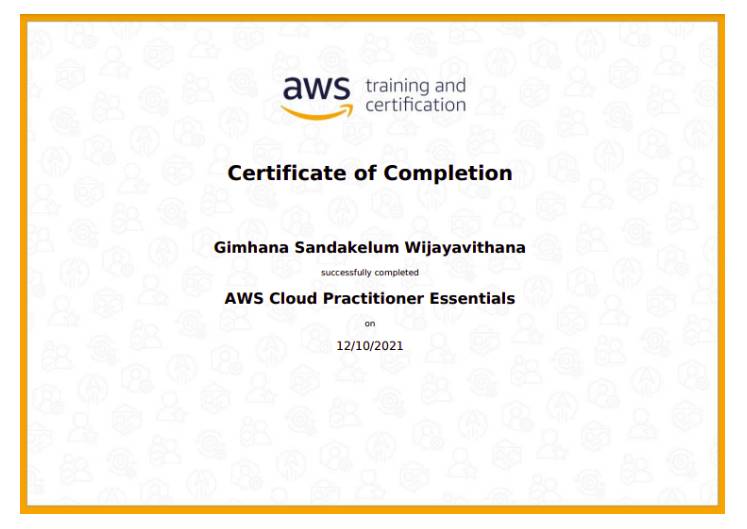 aws training and
certification
Certificate of Completion
Gimhana Sandakelum Wijayavithana
successfully completed
AWS Cloud Practitioner Essentials
on
12/10/2021